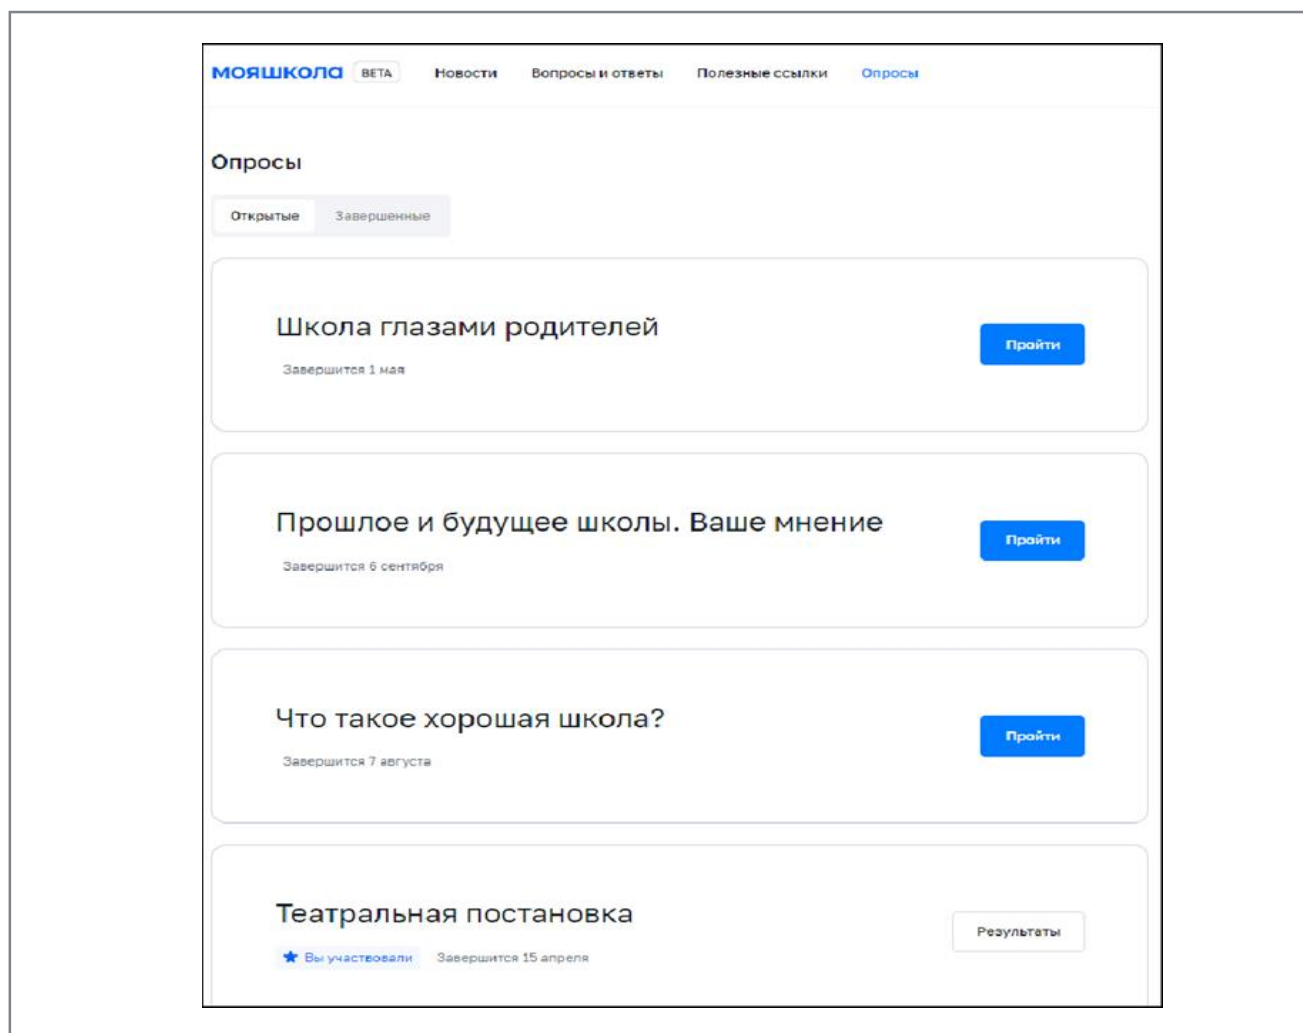 МОЯШКОЛА BETA Новости Вопросы и ответы Полезные ссылки Опросы
Опросы
Открытые Завершенные
Школа глазами родителей
Завершится 1 мая
Пройти
Прошлое и будущее школы. Ваше мнение
Завершится 6 сентября
Пройти
Что такое хорошая школа?
Завершится 7 августа
Пройти
Театральная постановка
Вы участвовали Завершится 15 апреля
Результаты